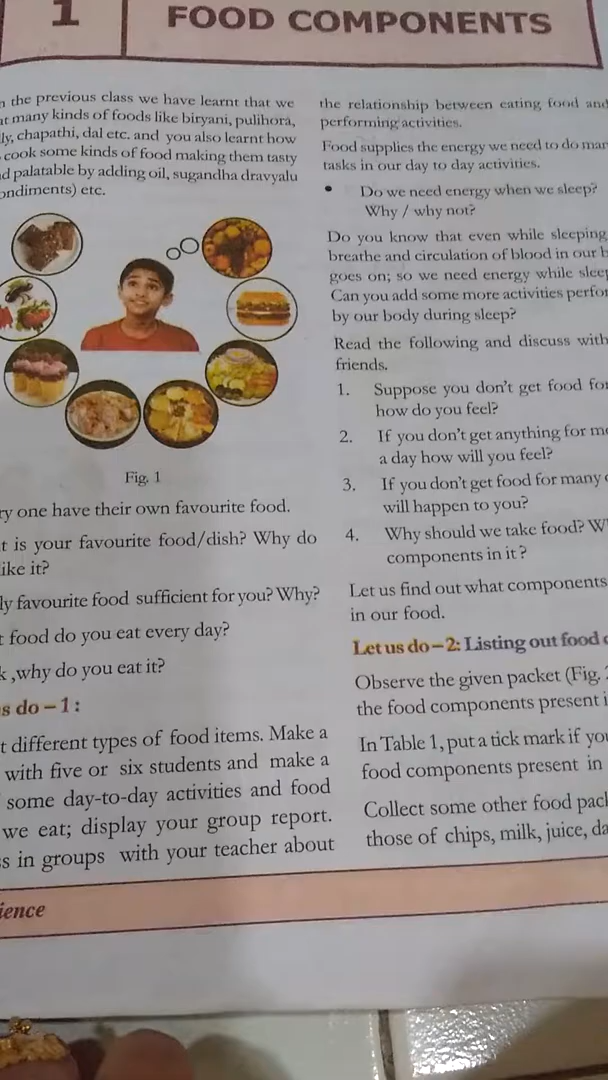 1
FOOD COMPONENTS
the previous class we have learnt that we
many kinds of foods like biryani, pulihora,
chapathi, dal etc. and you also learnt how
cook some kinds of food making them tasty
palatable by adding oil, sugandha dravyalu
etc.
Fig. 1
one have their own favourite food.
is your favourite food/dish? Why do
it?
favourite food sufficient for you? Why?
food do you eat every day?
,why do you eat it?
do – 1 :
different types of food items. Make a
with five or six students and make a
some day-to-day activities and food
we eat; display your group report.
in groups with your teacher about
the relationship between eating food and
performing activities.
Food supplies the energy we need to do
tasks in our day to day activities.
• Do we need energy when we sleep?
Why / why not?
Do you know that even while sleeping
breathe and circulation of blood in our
goes on; so we need energy while
Can you add some more activities
by our body during sleep?
Read the following and discuss with
friends.
1. Suppose you don't get food
how do you feel?
2. If you don't get anything for
a day how will you feel?
3. If you don't get food for many
will happen to you?
4. Why should we take food?
components in it ?
Let us find out what components
in our food.
Let us do – 2: Listing out food
Observe the given packet (Fig.
the food components present
In Table 1, put a tick mark if
food components present in
Collect some other food
those of chips, milk, juice,